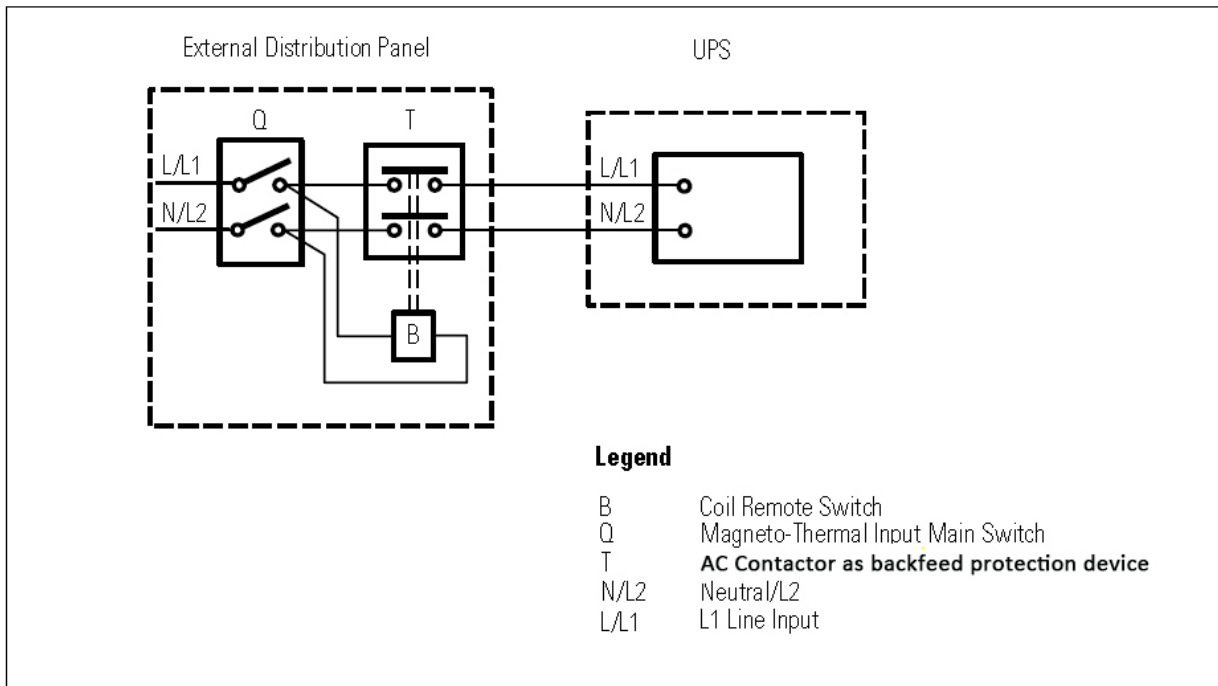 External Distribution Panel
UPS
Q
T
L/L1
N/L2
B
L/L1
N/L2
Legend
B Coil Remote Switch
Q Magneto-Thermal Input Main Switch
T AC Contactor as backfeed protection device
N/L2 Neutral/L2
L/L1 L1 Line Input